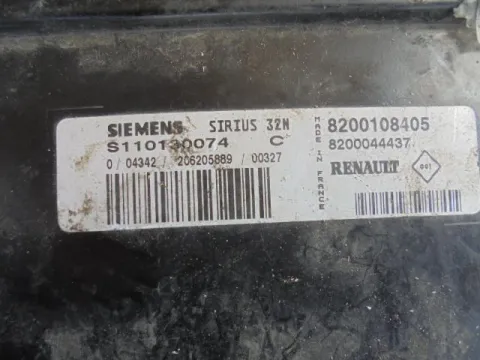 SIEMENS SIRIUS 32N
S110130074 C
0 / 04342 / 206205889 / 00327
MADE IN FRANCE
8200108405
8200044437
RENAULT